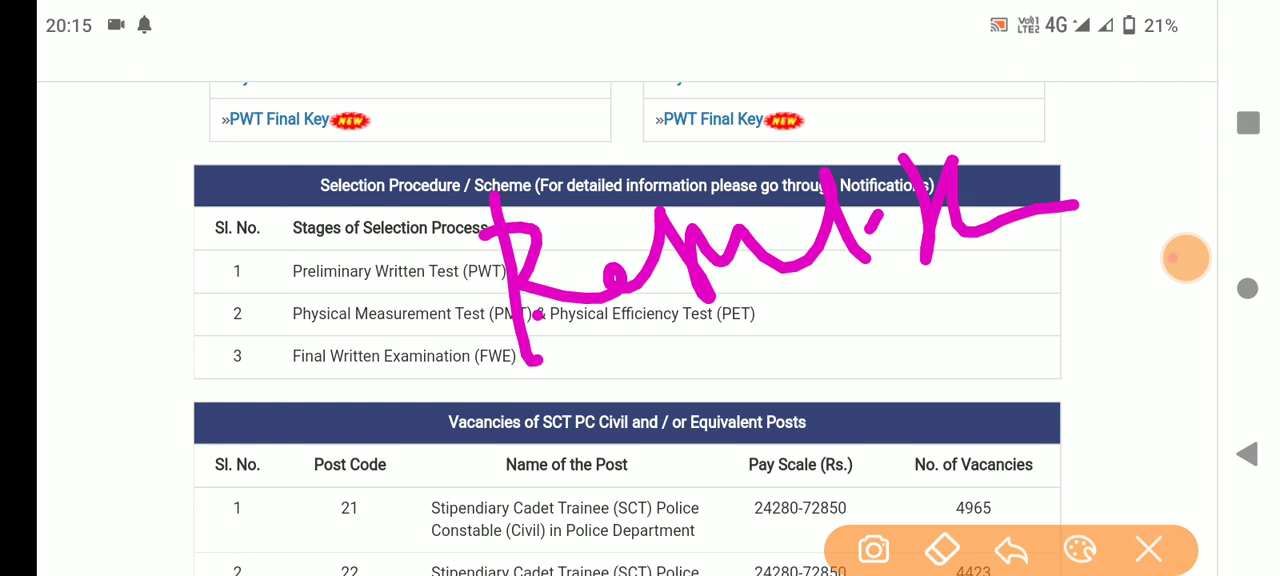 20:15 Vo) 1 LTE2 4G 21%
»PWT Final Key NEW »PWT Final Key NEW
Selection Procedure / Scheme (For detailed information please go through Notifications)
Sl. No. Stages of Selection Process
1 Preliminary Written Test (PWT)
2 Physical Measurement Test (PMT) & Physical Efficiency Test (PET)
3 Final Written Examination (FWE)
Vacancies of SCT PC Civil and / or Equivalent Posts
Sl. No. Post Code Name of the Post Pay Scale (Rs.) No. of Vacancies
1 21 Stipendiary Cadet Trainee (SCT) Police 24280-72850 4965
Constable (Civil) in Police Department
2 22 Stipendiary Cadet Trainee (SCT) Police 24280-72850 4423